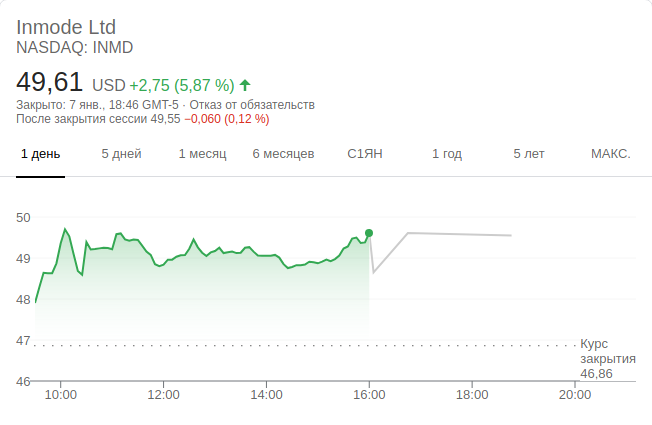 Inmode Ltd
NASDAQ: INMD
49,61 USD +2,75 (5,87 %)
Закрыто: 7 янв., 18:46 GMT-5 · Отказ от обязательств
После закрытия сессии 49,55 −0,060 (0,12 %)
1 день 5 дней 1 месяц 6 месяцев С1ЯН 1 год 5 лет МАКС.
50
49
48
47
Курс
закрытия
46,86
46
10:00 12:00 14:00 16:00 18:00 20:00